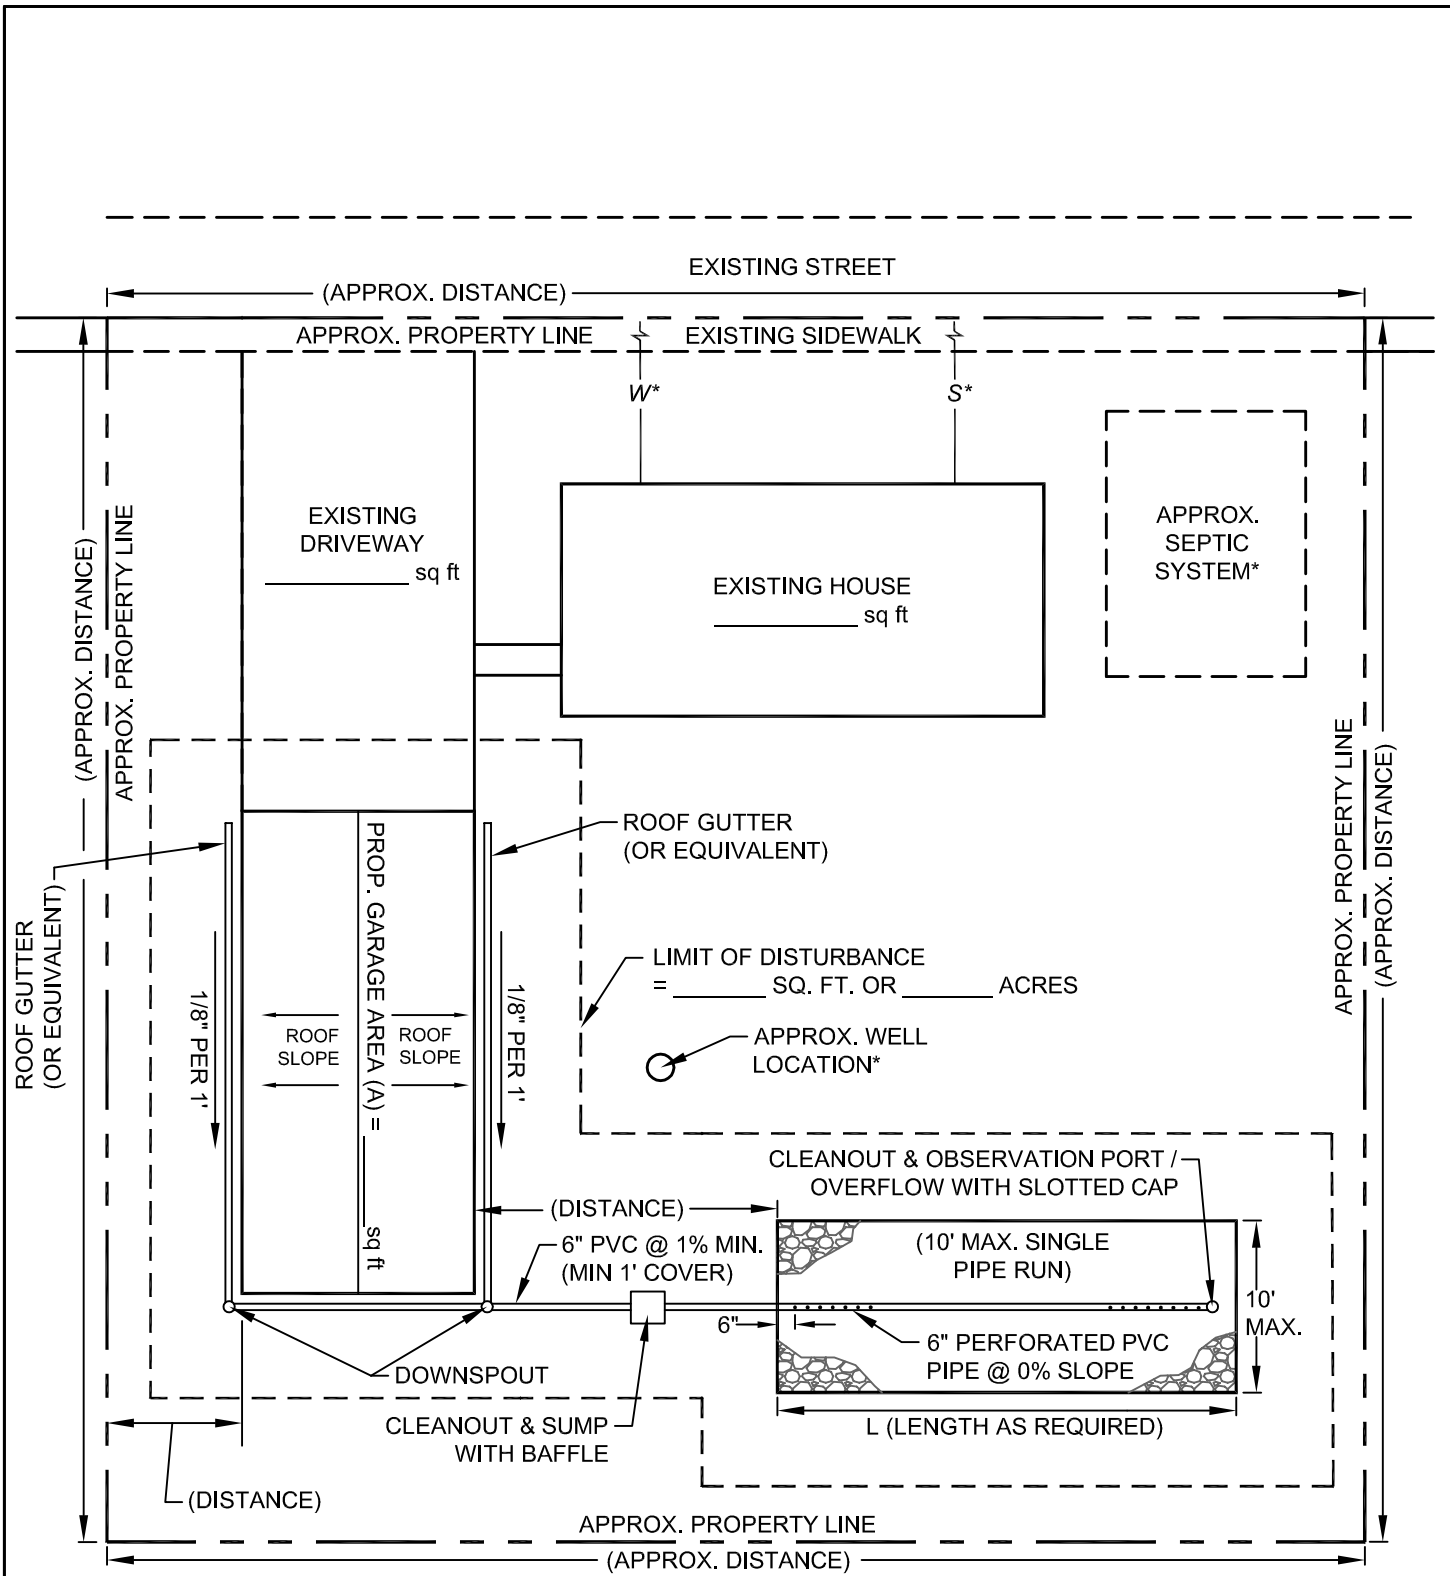 EXISTING STREET
(APPROX. DISTANCE)
APPROX. PROPERTY LINE
EXISTING SIDEWALK
W*
S*
EXISTING
DRIVEWAY
________ sq ft
EXISTING HOUSE
________ sq ft
APPROX.
SEPTIC
SYSTEM*
(APPROX. DISTANCE)
APPROX. PROPERTY LINE
APPROX. PROPERTY LINE
(APPROX. DISTANCE)
ROOF GUTTER
(OR EQUIVALENT)
ROOF GUTTER
(OR EQUIVALENT)
PROP. GARAGE AREA (A) = ______ sq ft
1/8" PER 1'
ROOF
SLOPE
ROOF
SLOPE
1/8" PER 1'
LIMIT OF DISTURBANCE
= ______ SQ. FT. OR ______ ACRES
APPROX. WELL
LOCATION*
CLEANOUT & OBSERVATION PORT /
OVERFLOW WITH SLOTTED CAP
(DISTANCE)
6" PVC @ 1% MIN.
(MIN 1' COVER)
(10' MAX. SINGLE
PIPE RUN)
10'
MAX.
6"
6" PERFORATED PVC
PIPE @ 0% SLOPE
DOWNSPOUT
CLEANOUT & SUMP
WITH BAFFLE
L (LENGTH AS REQUIRED)
(DISTANCE)
APPROX. PROPERTY LINE
(APPROX. DISTANCE)